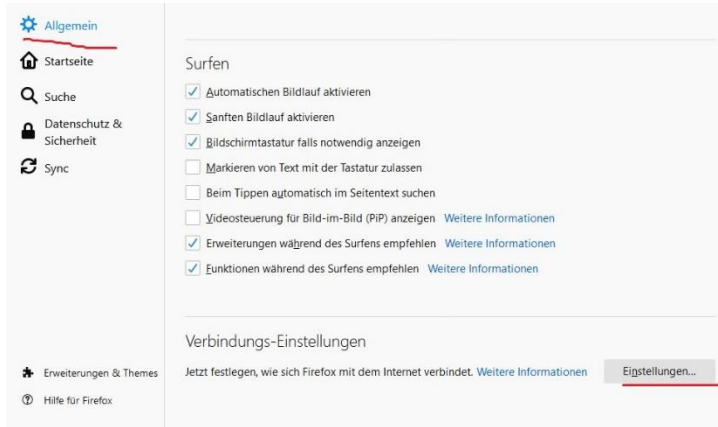 Allgemein
Startseite
Suche
Datenschutz &
Sicherheit
Sync
Erweiterungen & Themes
Hilfe für Firefox
Surfen
Automatischen Bildlauf aktivieren
Sanften Bildlauf aktivieren
Bildschirmtastatur falls notwendig anzeigen
Markieren von Text mit der Tastatur zulassen
Beim Tippen automatisch im Seitentext suchen
Videosteuerung für Bild-im-Bild (PiP) anzeigen Weitere Informationen
Erweiterungen während des Surfens empfehlen Weitere Informationen
Funktionen während des Surfens empfehlen Weitere Informationen
Verbindungs-Einstellungen
Jetzt festlegen, wie sich Firefox mit dem Internet verbindet. Weitere Informationen Einstellungen...